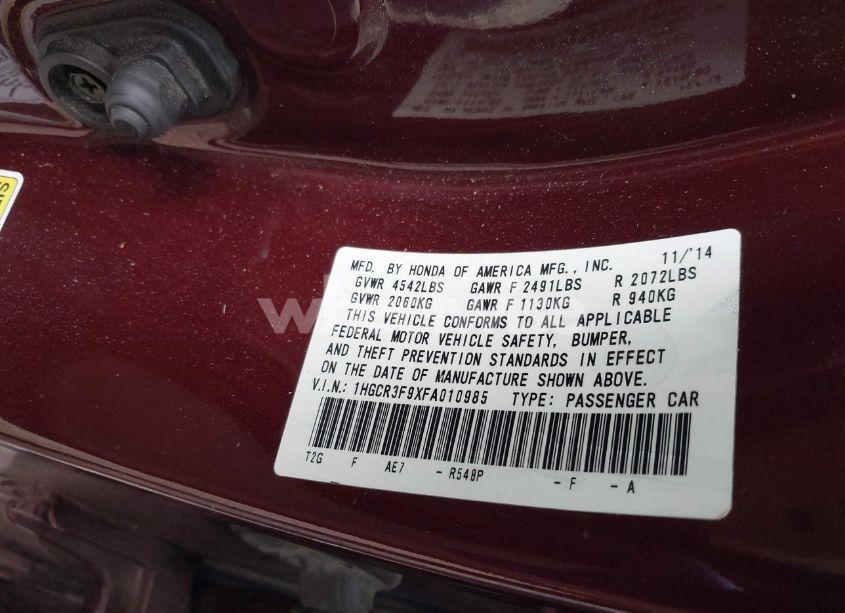 MFD. BY HONDA OF AMERICA MFG., INC. 11/'14
GVWR 4542LBS GAWR F 2491LBS R 2072LBS
GVWR 2060KG GAWR F 1130KG R 940KG
THIS VEHICLE CONFORMS TO ALL APPLICABLE
FEDERAL MOTOR VEHICLE SAFETY, BUMPER,
AND THEFT PREVENTION STANDARDS IN EFFECT
ON THE DATE OF MANUFACTURE SHOWN ABOVE.
V.I.N.: 1HGCR3F9XFA010985 TYPE: PASSENGER CAR
T2G F AE7 - R548P - F - A